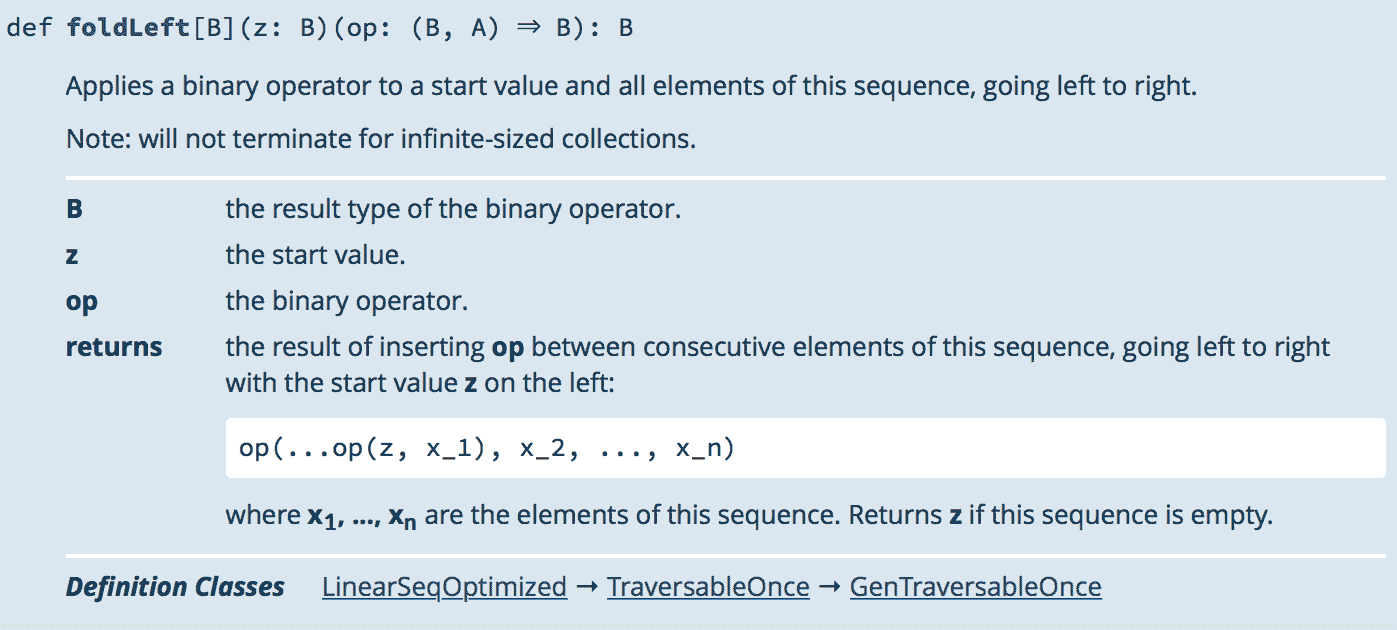 def foldLeft[B](z: B)(op: (B, A) ⇒ B): B
Applies a binary operator to a start value and all elements of this sequence, going left to right.
Note: will not terminate for infinite-sized collections.
B the result type of the binary operator.
z the start value.
op the binary operator.
returns the result of inserting op between consecutive elements of this sequence, going left to right
with the start value z on the left:
op(...op(z, x_1), x_2, ..., x_n)
where x1, ..., xn are the elements of this sequence. Returns z if this sequence is empty.
Definition Classes LinearSeqOptimized → TraversableOnce → GenTraversableOnce